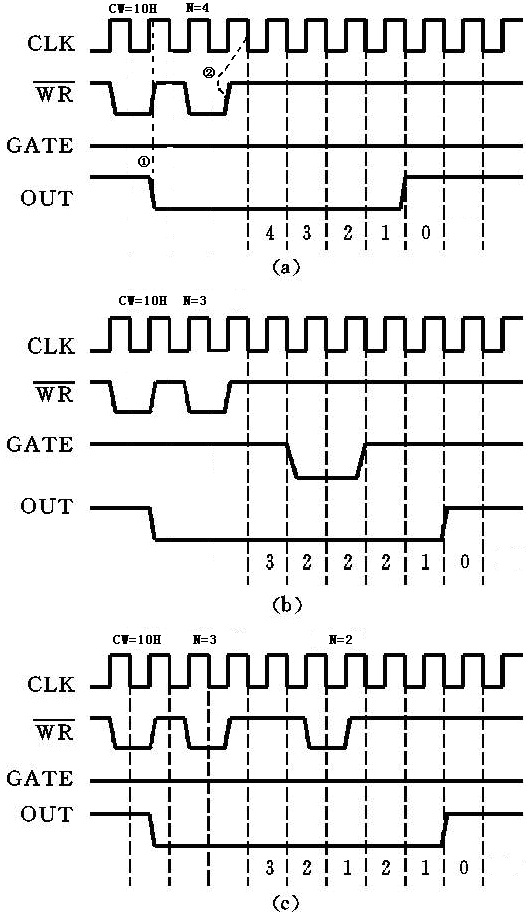 CW=10H N=4
CLK
②
WR
GATE
①
OUT
4 3 2 1 0
(a)
CW=10H N=3
CLK
WR
GATE
OUT
3 2 2 2 1 0
(b)
CW=10H N=3 N=2
CLK
WR
GATE
OUT
3 2 1 2 1 0
(c)